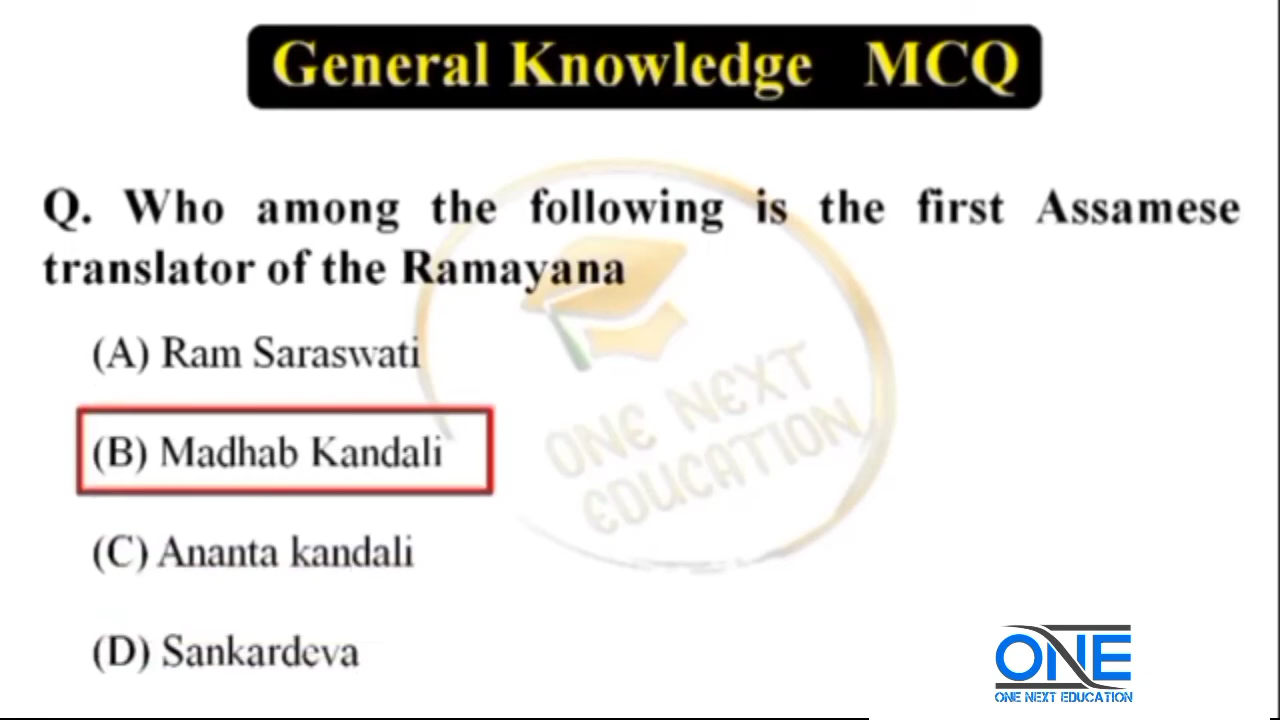 General Knowledge MCQ
Q. Who among the following is the first Assamese
translator of the Ramayana
(A) Ram Saraswati
(B) Madhab Kandali
(C) Ananta kandali
(D) Sankardeva
ONE NEXT
EDUCATION
ONE
ONE NEXT EDUCATION